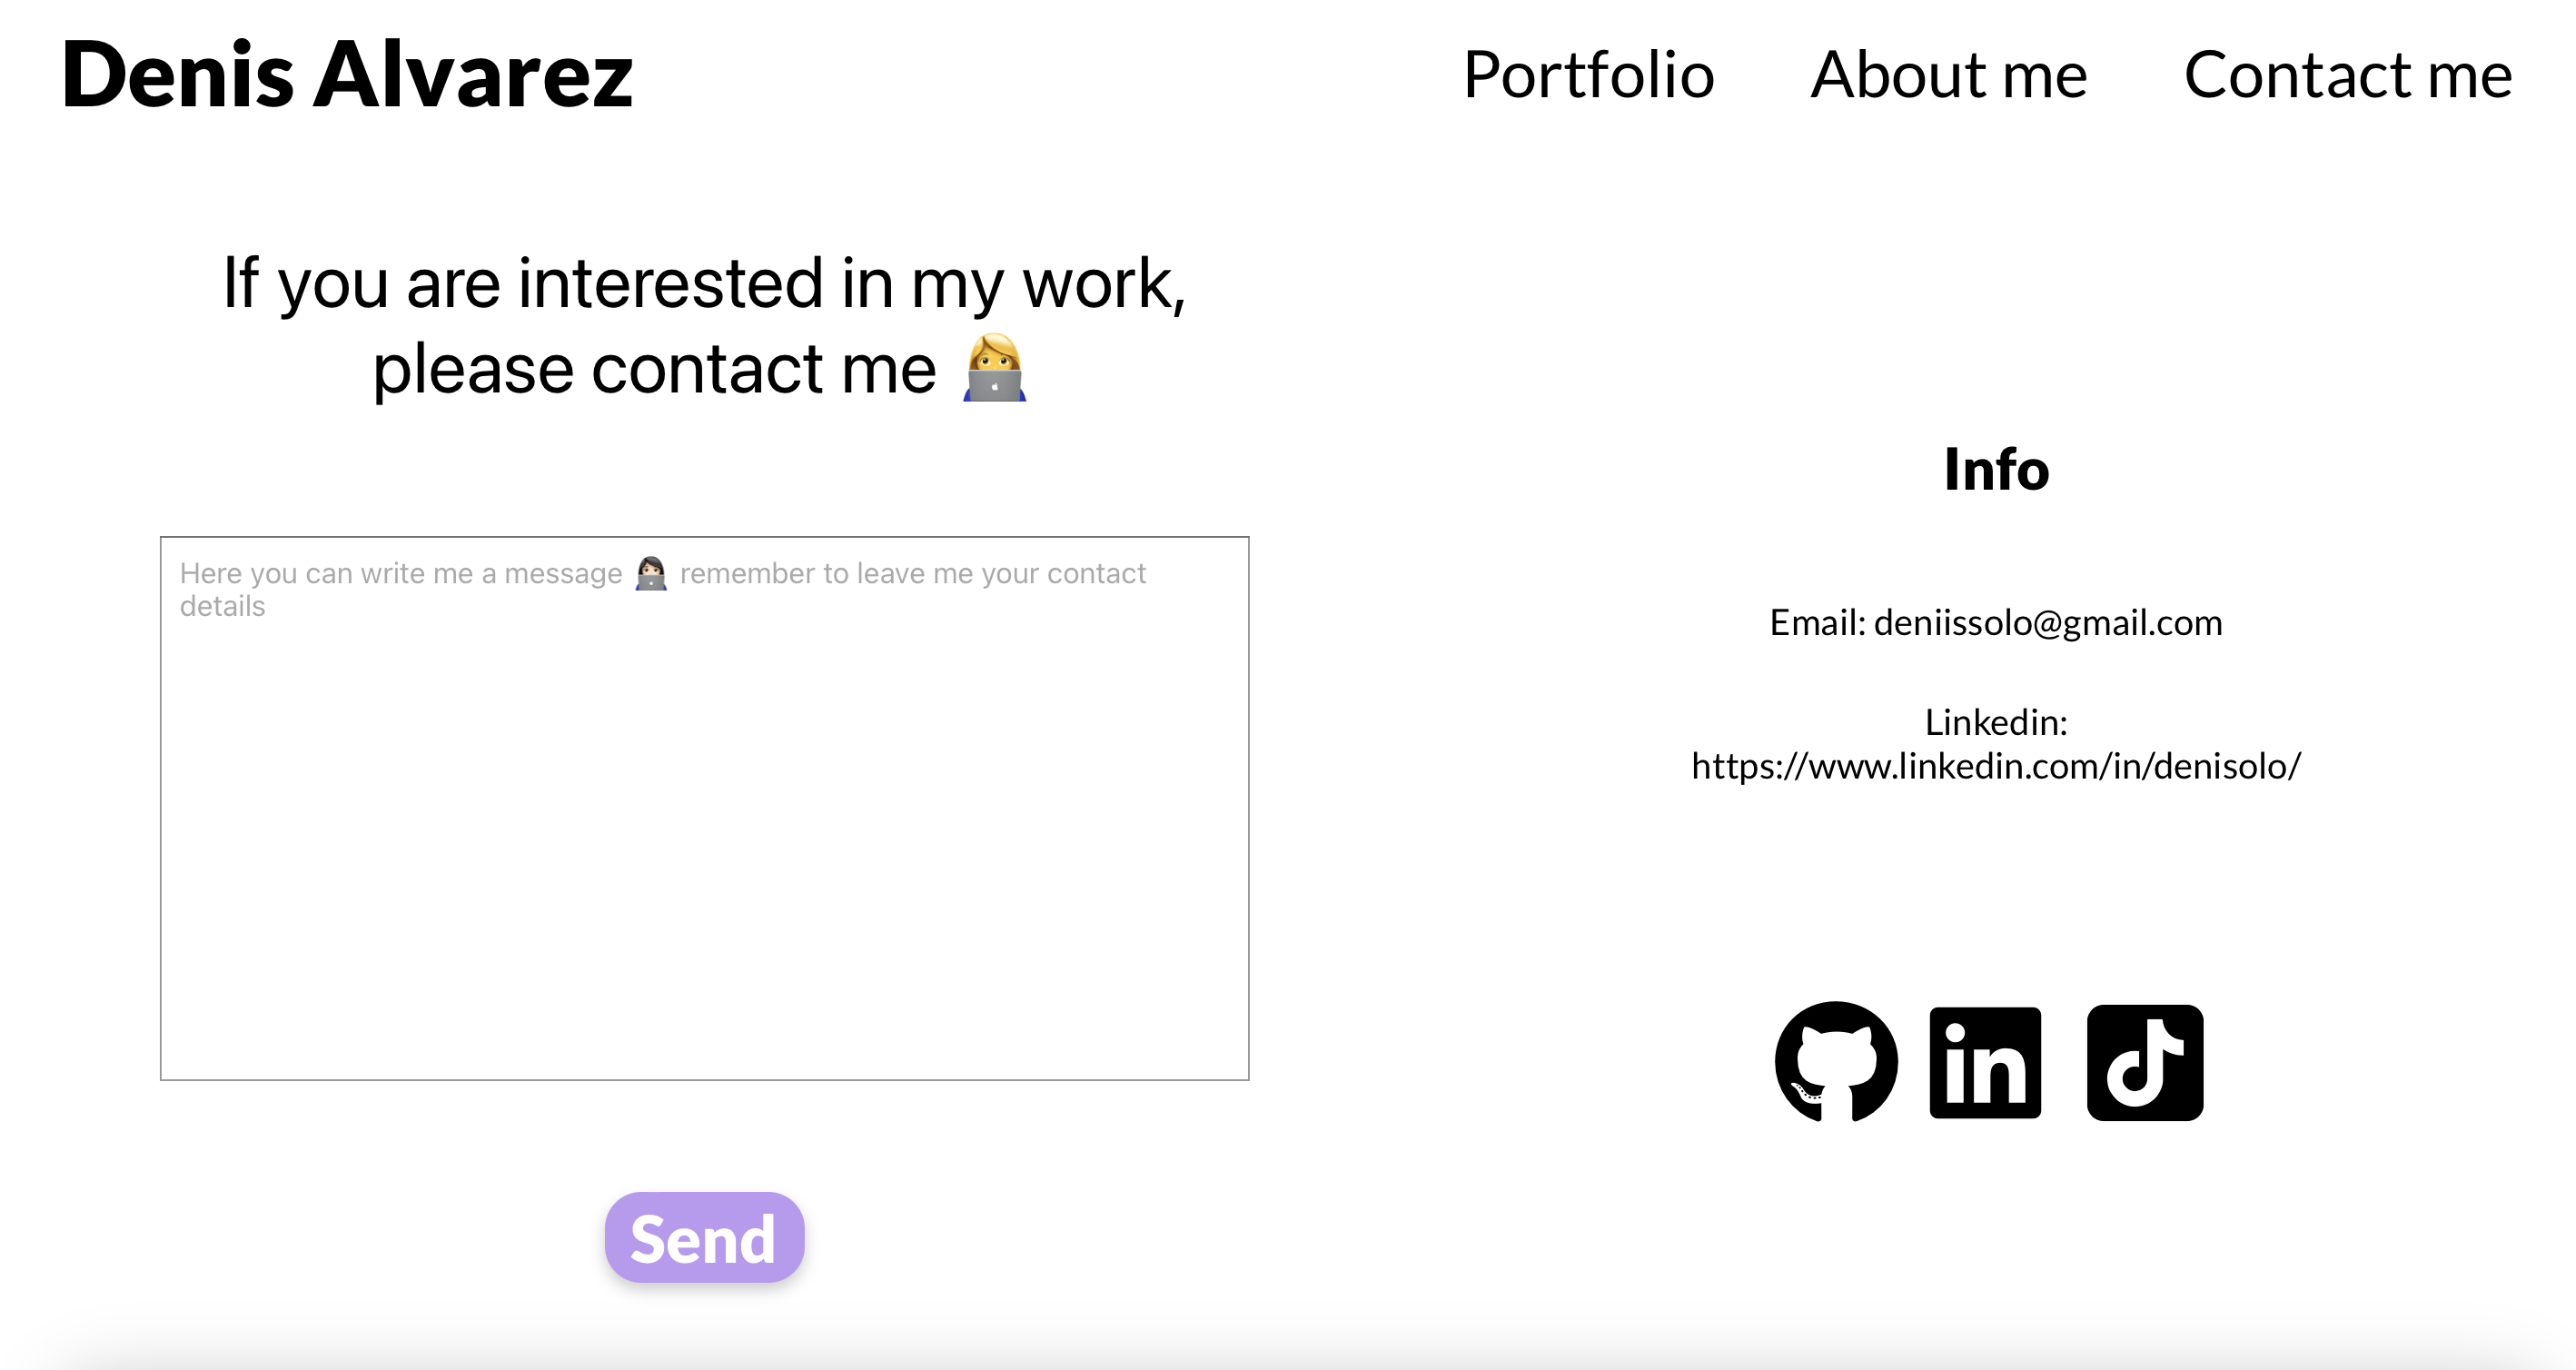 Denis Alvarez
Portfolio
About me
Contact me
If you are interested in my work,
please contact me 👩‍💻
Here you can write me a message 👩🏻‍💻 remember to leave me your contact
details
Send
Info
Email: deniissolo@gmail.com
Linkedin:
https://www.linkedin.com/in/denisolo/
in